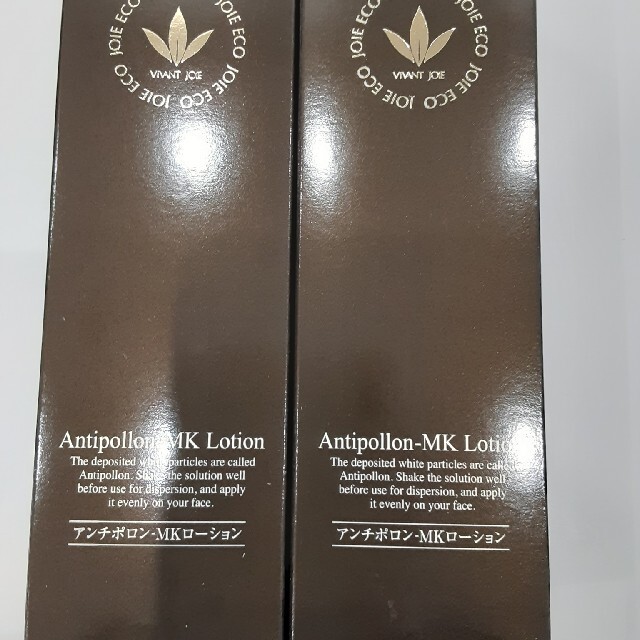 JOIE ECO JOIE ECO JOIE ECO
VIVANT JOIE
Antipollon-MK Lotion
The deposited white particles are called
Antipollon. Shake the solution well
before use for dispersion, and apply
it evenly on your face.
アンチポロン-MKローション
JOIE ECO JOIE ECO JOIE ECO
VIVANT JOIE
Antipollon-MK Lotion
The deposited white particles are called
Antipollon. Shake the solution well
before use for dispersion, and apply
it evenly on your face.
アンチポロン-MKローション